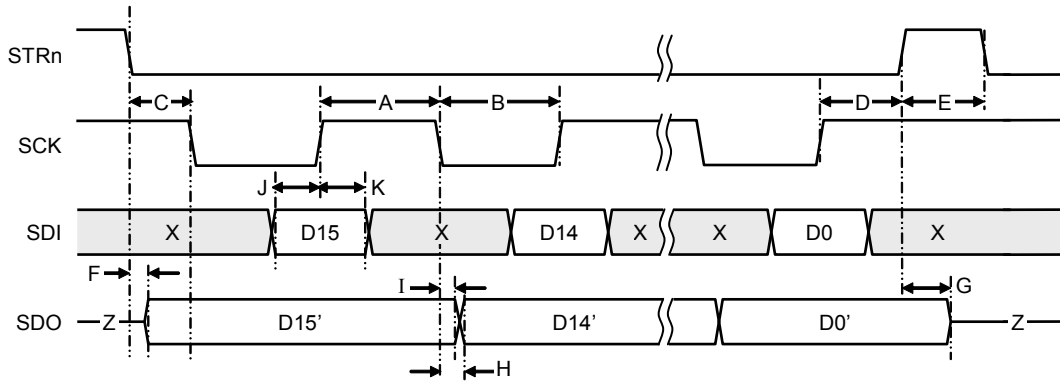 STRn
C A B D E
SCK
J K
SDI X D15 X D14 X X D0 X
F I G
SDO Z D15’ D14’ D0’ Z
H